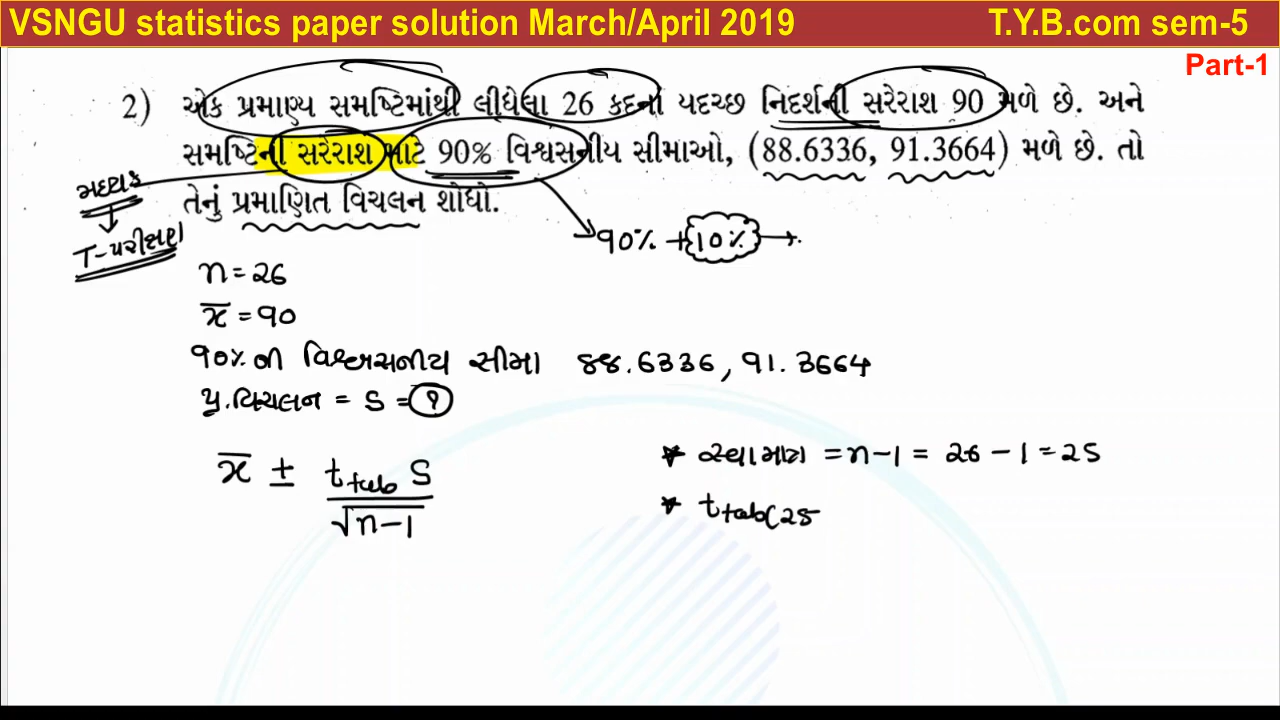 VSNGU statistics paper solution March/April 2019 T.Y.B.com sem-5
Part-1
2) એક પ્રમાણ્ય સમષ્ટિમાંથી લીધેલા 26 કદનો યદચ્છ નિદર્શની સરેરાશ 90 મળે છે. અને
સમષ્ટિની સરેરાશ માટે 90% વિશ્વસનીય સીમાઓ, (88.6336, 91.3664) મળે છે. તો
તેનું પ્રમાણિત વિચલન શોધો.
મધ્યક
T-પરીક્ષણ
90% + 10% →
n = 26
x̅ = 90
90% ની વિશ્વસનીય સીમા 88.6336, 91.3664
પ્ર.વિચલન = S = ?
x̅ ± t_tab S / √n-1
* સ્વા માત્રા = n-1 = 26 - 1 = 25
* t_tab(25